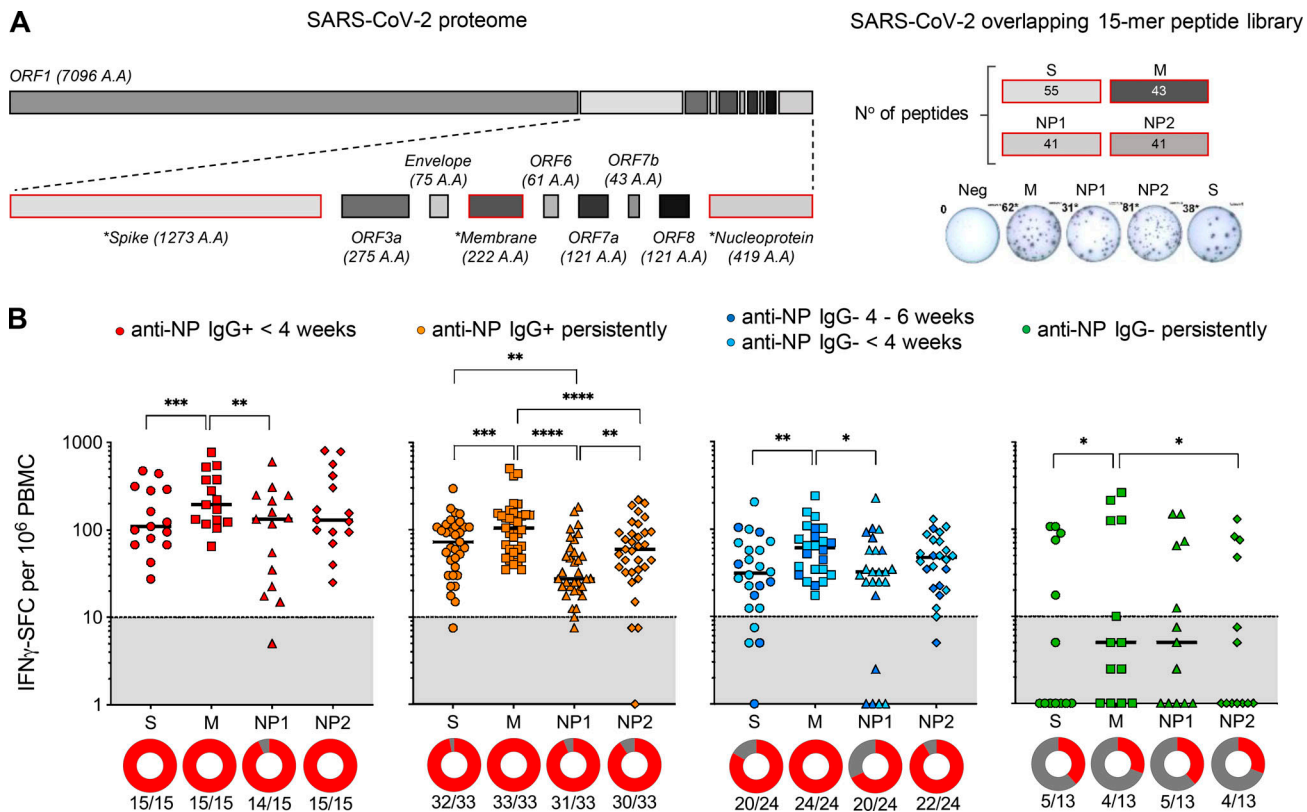 A
SARS-CoV-2 proteome
SARS-CoV-2 overlapping 15-mer peptide library
ORF1 (7096 A.A)
S M
55 43
Nº of peptides
NP1 NP2
41 41
Envelope (75 A.A)
ORF6 (61 A.A)
ORF7b (43 A.A)
*Spike (1273 A.A)
ORF3a (275 A.A)
*Membrane (222 A.A)
ORF7a (121 A.A)
ORF8 (121 A.A)
*Nucleoprotein (419 A.A)
Neg M NP1 NP2 S
0 62* 31* 81* 38*
B
anti-NP IgG+ < 4 weeks
anti-NP IgG+ persistently
anti-NP IgG- 4 - 6 weeks
anti-NP IgG- < 4 weeks
anti-NP IgG- persistently
IFNγ-SFC per 10⁶ PBMC
1000
100
10
1
*** **
**
****
*** **** **
** *
* *
S M NP1 NP2
15/15 15/15 14/15 15/15
1000
100
10
1
S M NP1 NP2
32/33 33/33 31/33 30/33
S M NP1 NP2
20/24 24/24 20/24 22/24
S M NP1 NP2
5/13 4/13 5/13 4/13